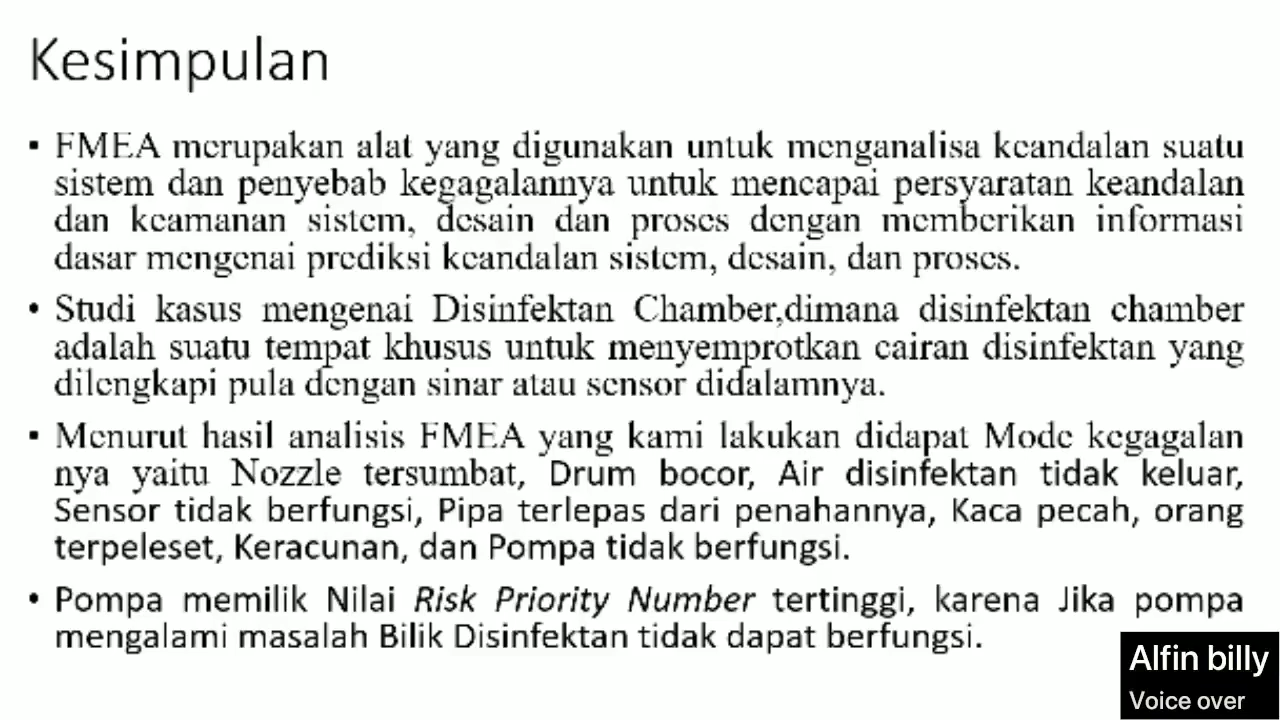 Kesimpulan
▪ FMEA merupakan alat yang digunakan untuk menganalisa keandalan suatu
sistem dan penyebab kegagalannya untuk mencapai persyaratan keandalan
dan keamanan sistem, desain dan proses dengan memberikan informasi
dasar mengenai prediksi keandalan sistem, desain, dan proses.
• Studi kasus mengenai Disinfektan Chamber,dimana disinfektan chamber
adalah suatu tempat khusus untuk menyemprotkan cairan disinfektan yang
dilengkapi pula dengan sinar atau sensor didalamnya.
▪ Menurut hasil analisis FMEA yang kami lakukan didapat Mode kegagalan
nya yaitu Nozzle tersumbat, Drum bocor, Air disinfektan tidak keluar,
Sensor tidak berfungsi, Pipa terlepas dari penahannya, Kaca pecah, orang
terpeleset, Keracunan, dan Pompa tidak berfungsi.
• Pompa memilik Nilai Risk Priority Number tertinggi, karena Jika pompa
mengalami masalah Bilik Disinfektan tidak dapat berfungsi.
Alfin billy
Voice over